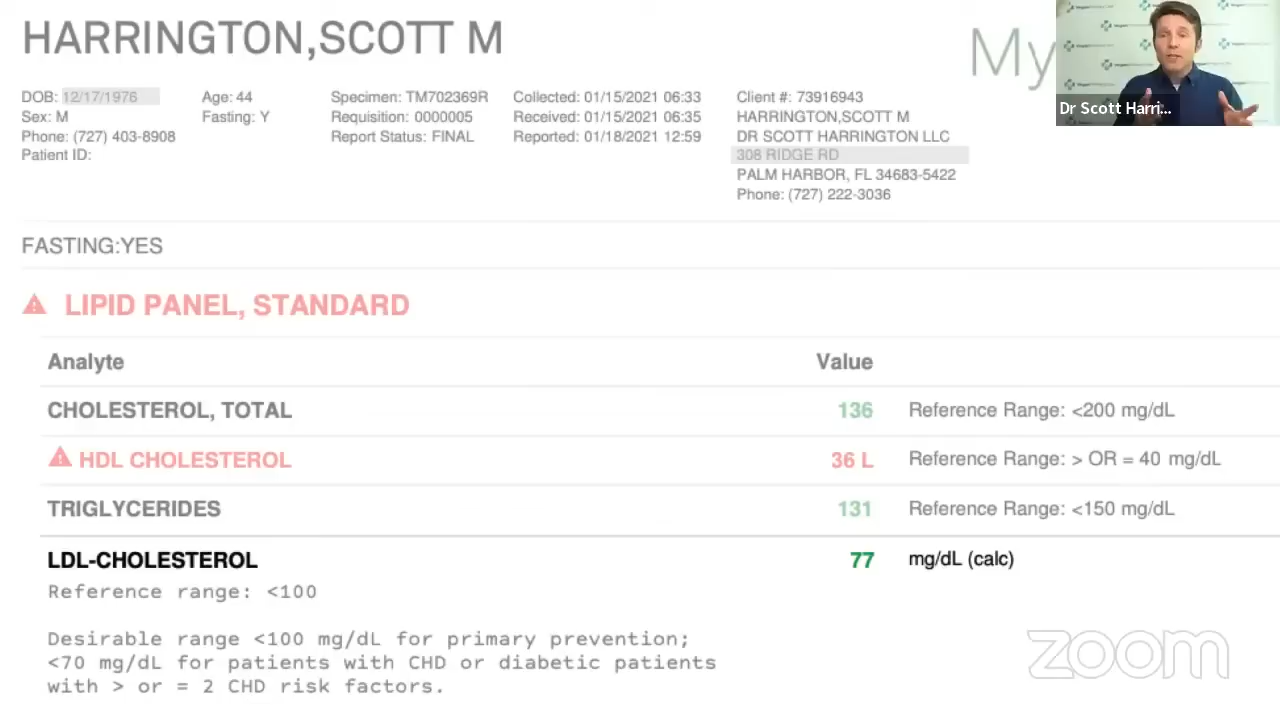 HARRINGTON,SCOTT M
My
Dr Scott Harri...
DOB: 12/17/1976 Age: 44 Specimen: TM702369R Collected: 01/15/2021 06:33 Client #: 73916943
Sex: M Fasting: Y Requisition: 0000005 Received: 01/15/2021 06:35 HARRINGTON,SCOTT M
Phone: (727) 403-8908 Report Status: FINAL Reported: 01/18/2021 12:59 DR SCOTT HARRINGTON LLC
Patient ID: 308 RIDGE RD
PALM HARBOR, FL 34683-5422
Phone: (727) 222-3036
FASTING:YES
LIPID PANEL, STANDARD
Analyte Value
CHOLESTEROL, TOTAL 136 Reference Range: <200 mg/dL
HDL CHOLESTEROL 36 L Reference Range: > OR = 40 mg/dL
TRIGLYCERIDES 131 Reference Range: <150 mg/dL
LDL-CHOLESTEROL 77 mg/dL (calc)
Reference range: <100
Desirable range <100 mg/dL for primary prevention;
<70 mg/dL for patients with CHD or diabetic patients
with > or = 2 CHD risk factors.
zoom